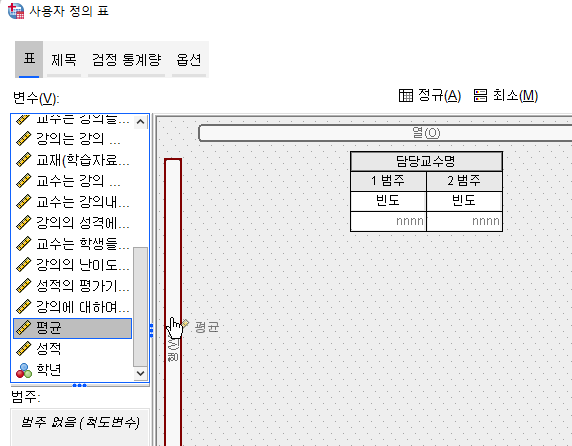 사용자 정의 표
표 제목 검정 통계량 옵션
변수(V):
정규(A) 최소(M)
교수는 강의를...
강의는 강의 ...
교재(학습자료...
교수는 강의 ...
교수는 강의내...
강의의 성격에...
교수는 학생들...
강의의 난이도...
성적의 평가기...
강의에 대하여...
평균
성적
학년
범주:
범주 없음 (척도변수)
열(O)
담당교수명
1 범주 2 범주
빈도 빈도
nnnn nnnn
평균
행(W)